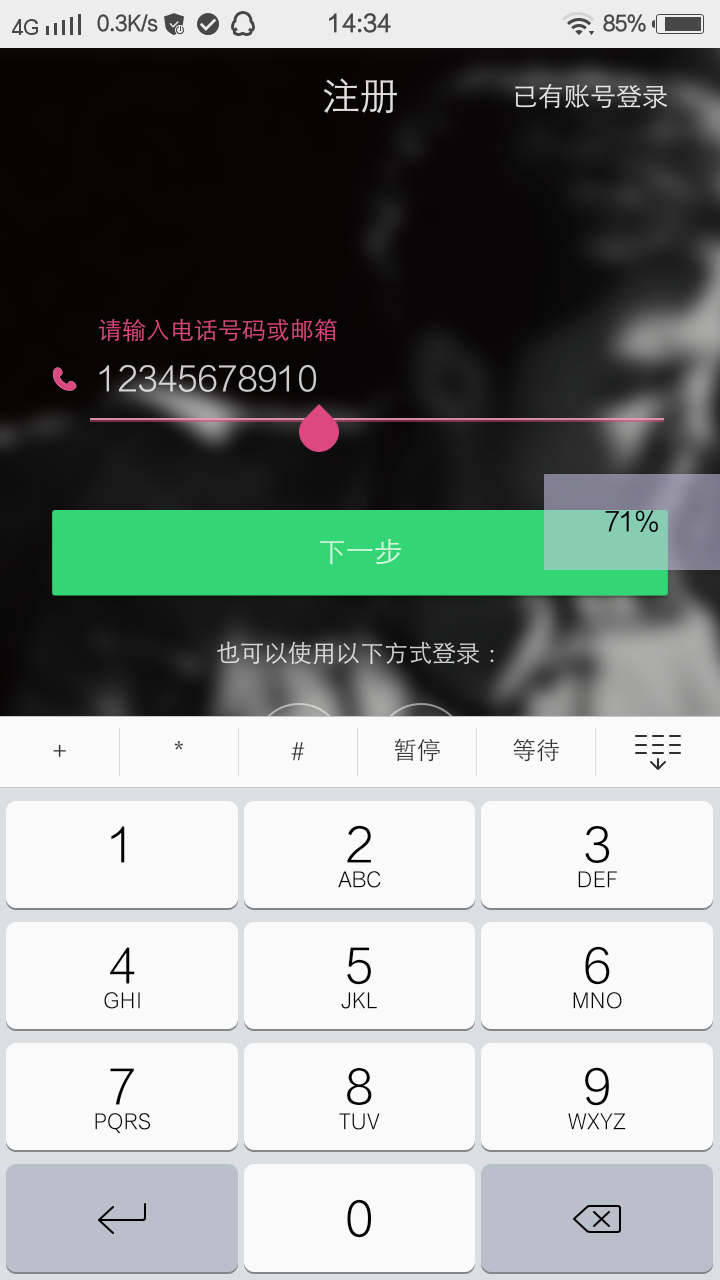 4G 0.3K/s 14:34 85%
注册 已有账号登录
请输入电话号码或邮箱
12345678910
71%
下一步
也可以使用以下方式登录：
+ * # 暂停 等待
1 2 3
ABC DEF
4 5 6
GHI JKL MNO
7 8 9
PQRS TUV WXYZ
0